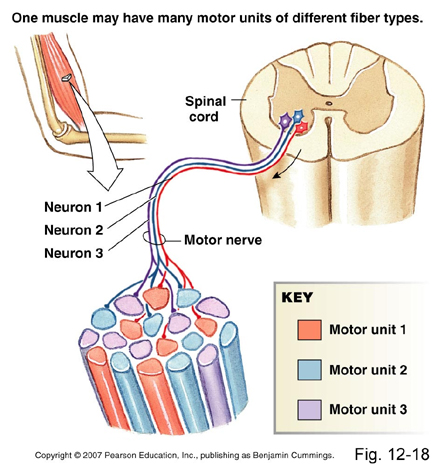 One muscle may have many motor units of different fiber types.
Spinal
cord
Neuron 1
Neuron 2
Neuron 3
Motor nerve
KEY
Motor unit 1
Motor unit 2
Motor unit 3
Copyright © 2007 Pearson Education, Inc., publishing as Benjamin Cummings.
Fig. 12-18